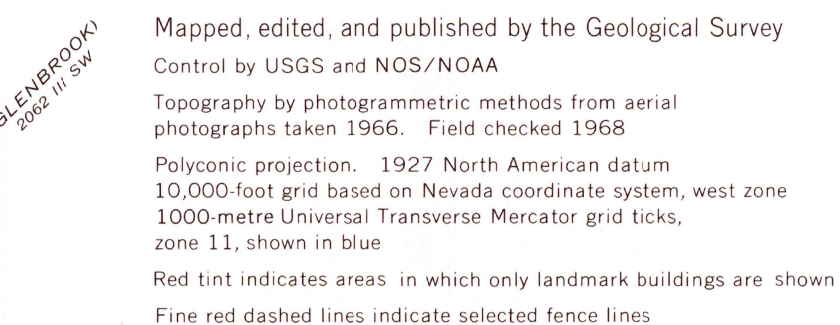 GLENBROOK)
2062 III SW
Mapped, edited, and published by the Geological Survey
Control by USGS and NOS/NOAA
Topography by photogrammetric methods from aerial
photographs taken 1966. Field checked 1968
Polyconic projection. 1927 North American datum
10,000-foot grid based on Nevada coordinate system, west zone
1000-metre Universal Transverse Mercator grid ticks,
zone 11, shown in blue
Red tint indicates areas in which only landmark buildings are shown
Fine red dashed lines indicate selected fence lines